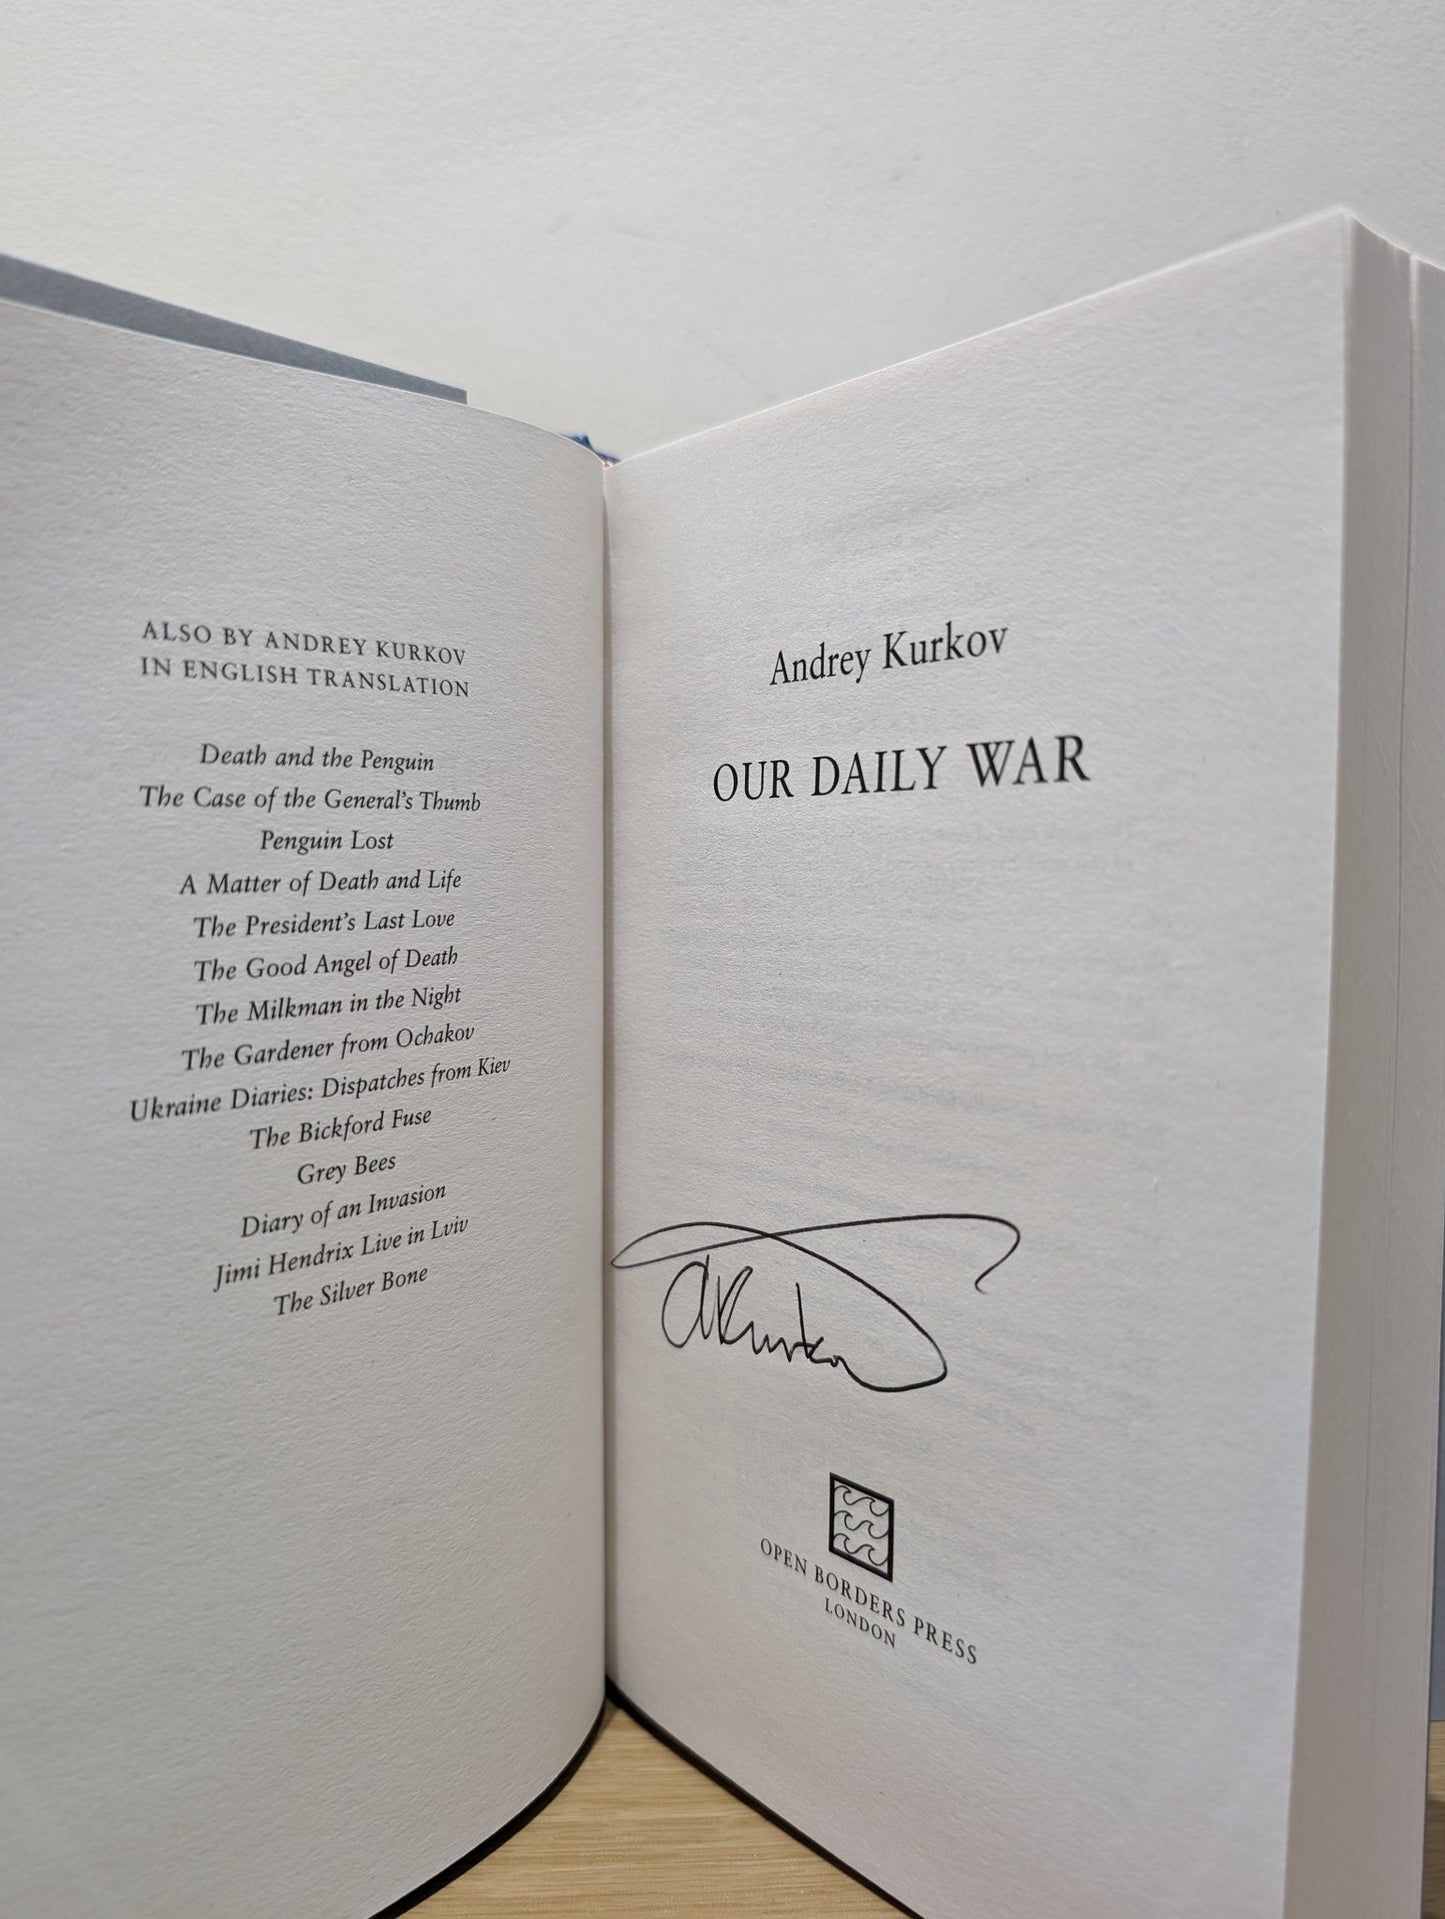 ALSO BY ANDREY KURKOV
IN ENGLISH TRANSLATION
Death and the Penguin
The Case of the General's Thumb
Penguin Lost
A Matter of Death and Life
The President's Last Love
The Good Angel of Death
The Milkman in the Night
The Gardener from Ochakov
Ukraine Diaries: Dispatches from Kiev
The Bickford Fuse
Grey Bees
Diary of an Invasion
Jimi Hendrix Live in Lviv
The Silver Bone
Andrey Kurkov
OUR DAILY WAR
AKurkov
OPEN BORDERS PRESS
LONDON